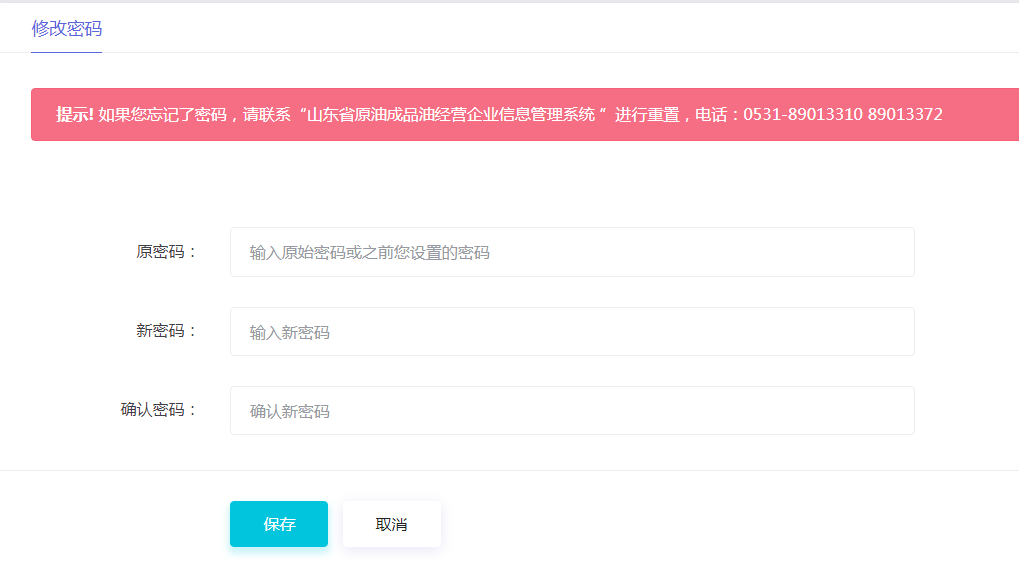 修改密码
提示! 如果您忘记了密码，请联系“山东省原油成品油经营企业信息管理系统 ”进行重置，电话：0531-89013310 89013372
原密码：
输入原始密码或之前您设置的密码
新密码：
输入新密码
确认密码：
确认新密码
保存 取消